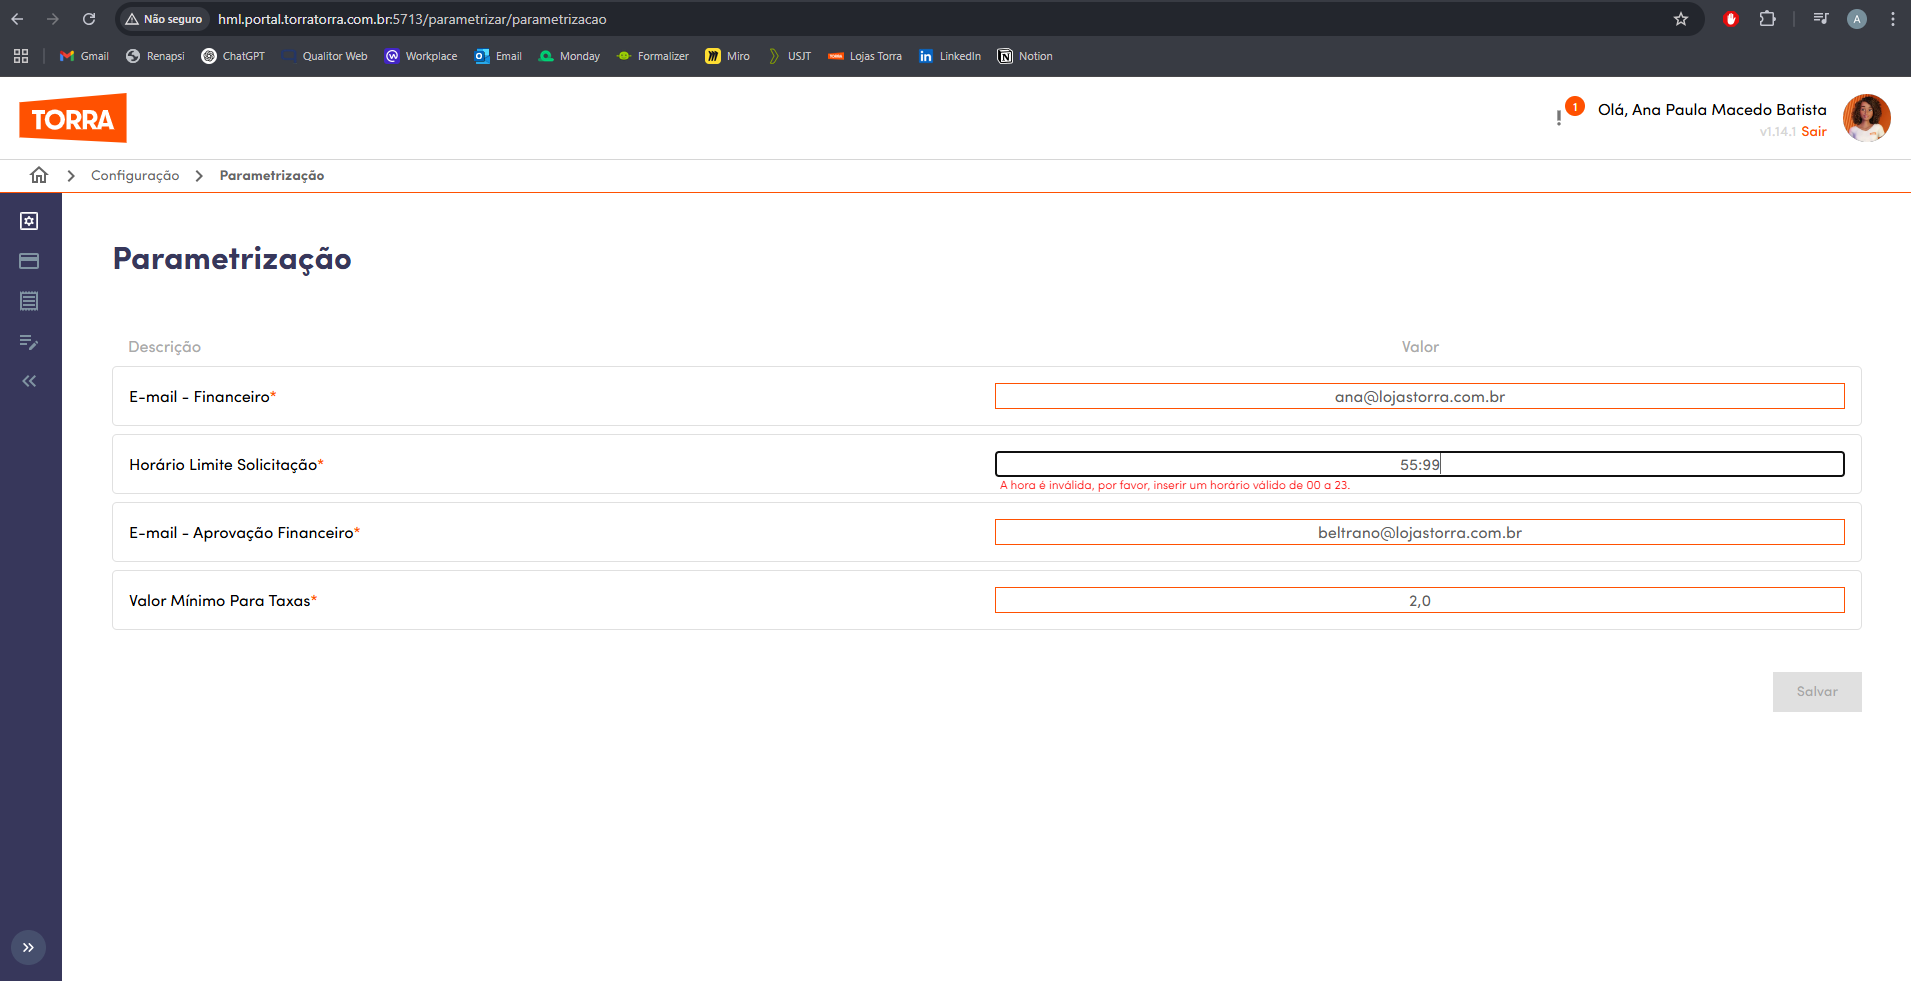 Não seguro hml.portal.torratorra.com.br:5713/parametrizar/parametrizacao A
Gmail Renapsi ChatGPT Qualitor Web Workplace Email Monday Formalizer Miro USJT Lojas Torra LinkedIn Notion
TORRA
1 Olá, Ana Paula Macedo Batista
v1.14.1 Sair
Configuração Parametrização
Parametrização
Descrição Valor
E-mail - Financeiro* ana@lojastorra.com.br
Horário Limite Solicitação* 55:99
A hora é inválida, por favor, inserir um horário válido de 00 a 23.
E-mail - Aprovação Financeiro* beltrano@lojastorra.com.br
Valor Mínimo Para Taxas* 2,0
Salvar